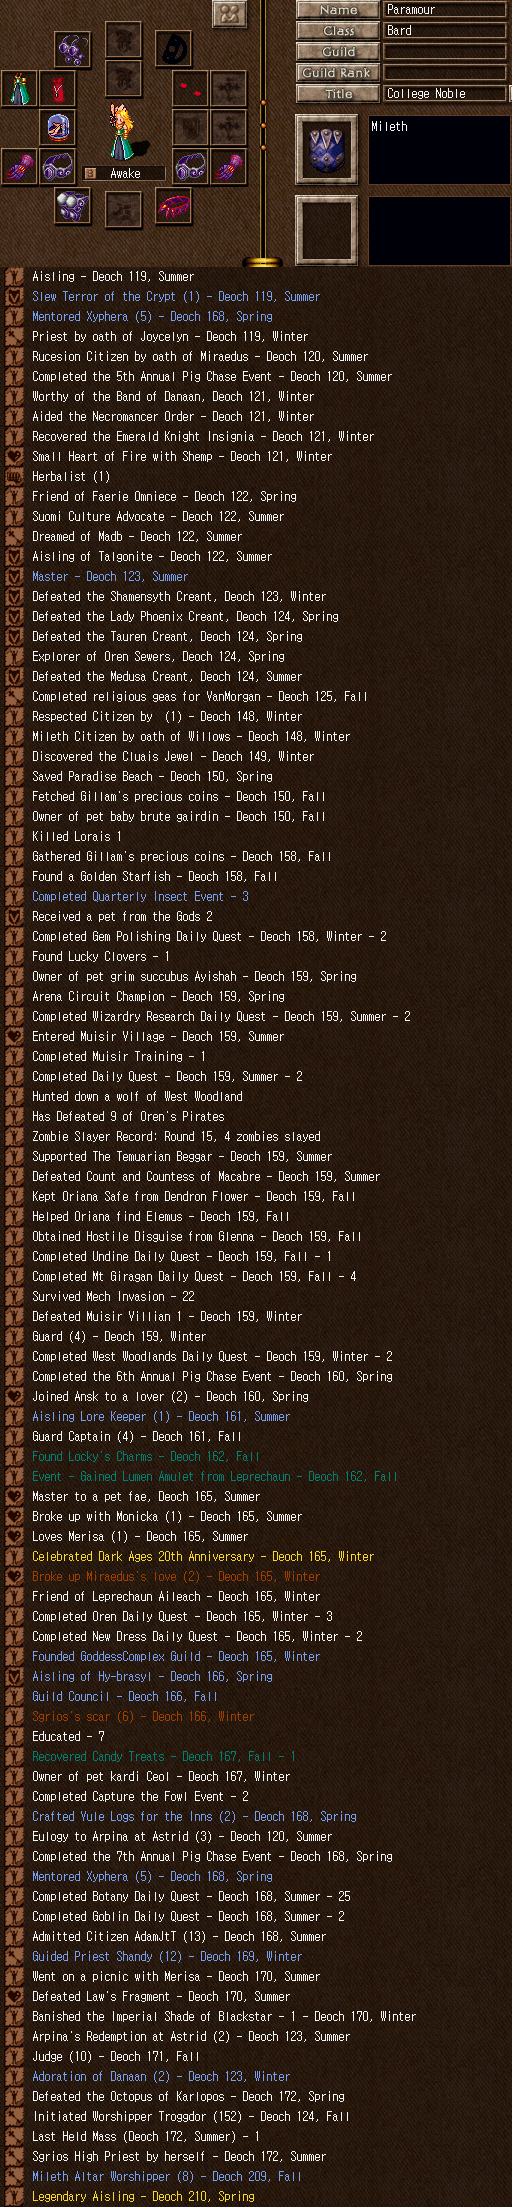 Name Paramour
Class Bard
Guild
Guild Rank
Title College Noble
Mileth
Awake
Aisling - Deoch 119, Summer
Slew Terror of the Crypt (1) - Deoch 119, Summer
Mentored Xyphera (5) - Deoch 168, Spring
Priest by oath of Joycelyn - Deoch 119, Winter
Rucesion Citizen by oath of Miraedus - Deoch 120, Summer
Completed the 5th Annual Pig Chase Event - Deoch 120, Summer
Worthy of the Band of Danaan, Deoch 121, Winter
Aided the Necromancer Order - Deoch 121, Winter
Recovered the Emerald Knight Insignia - Deoch 121, Winter
Small Heart of Fire with Shemp - Deoch 121, Winter
Herbalist (1)
Friend of Faerie Omniece - Deoch 122, Spring
Suomi Culture Advocate - Deoch 122, Summer
Dreamed of Madb - Deoch 122, Summer
Aisling of Talgonite - Deoch 122, Summer
Master - Deoch 123, Summer
Defeated the Shamensyth Creant, Deoch 123, Winter
Defeated the Lady Phoenix Creant, Deoch 124, Spring
Defeated the Tauren Creant, Deoch 124, Spring
Explorer of Oren Sewers, Deoch 124, Spring
Defeated the Medusa Creant, Deoch 124, Summer
Completed religious geas for VanMorgan - Deoch 125, Fall
Respected Citizen by  (1) - Deoch 148, Winter
Mileth Citizen by oath of Willows - Deoch 148, Winter
Discovered the Cluais Jewel - Deoch 149, Winter
Saved Paradise Beach - Deoch 150, Spring
Fetched Gillam's precious coins - Deoch 150, Fall
Owner of pet baby brute gairdin - Deoch 150, Fall
Killed Lorais 1
Gathered Gillam's precious coins - Deoch 158, Fall
Found a Golden Starfish - Deoch 158, Fall
Completed Quarterly Insect Event - 3
Received a pet from the Gods 2
Completed Gem Polishing Daily Quest - Deoch 158, Winter - 2
Found Lucky Clovers - 1
Owner of pet grim succubus Ayishah - Deoch 159, Spring
Arena Circuit Champion - Deoch 159, Spring
Completed Wizardry Research Daily Quest - Deoch 159, Summer - 2
Entered Muisir Village - Deoch 159, Summer
Completed Muisir Training - 1
Completed Daily Quest - Deoch 159, Summer - 2
Hunted down a wolf of West Woodland
Has Defeated 9 of Oren's Pirates
Zombie Slayer Record: Round 15, 4 zombies slayed
Supported The Temuarian Beggar - Deoch 159, Summer
Defeated Count and Countess of Macabre - Deoch 159, Summer
Kept Oriana Safe from Dendron Flower - Deoch 159, Fall
Helped Oriana find Elemus - Deoch 159, Fall
Obtained Hostile Disguise from Glenna - Deoch 159, Fall
Completed Undine Daily Quest - Deoch 159, Fall - 1
Completed Mt Giragan Daily Quest - Deoch 159, Fall - 4
Survived Mech Invasion - 22
Defeated Muisir Villian 1 - Deoch 159, Winter
Guard (4) - Deoch 159, Winter
Completed West Woodlands Daily Quest - Deoch 159, Winter - 2
Completed the 6th Annual Pig Chase Event - Deoch 160, Spring
Joined Ansk to a lover (2) - Deoch 160, Spring
Aisling Lore Keeper (1) - Deoch 161, Summer
Guard Captain (4) - Deoch 161, Fall
Found Locky's Charms - Deoch 162, Fall
Event - Gained Lumen Amulet from Leprechaun - Deoch 162, Fall
Master to a pet fae, Deoch 165, Summer
Broke up with Monicka (1) - Deoch 165, Summer
Loves Merisa (1) - Deoch 165, Summer
Celebrated Dark Ages 20th Anniversary - Deoch 165, Winter
Broke up Miraedus's love (2) - Deoch 165, Winter
Friend of Leprechaun Aileach - Deoch 165, Winter
Completed Oren Daily Quest - Deoch 165, Winter - 3
Completed New Dress Daily Quest - Deoch 165, Winter - 2
Founded GoddessComplex Guild - Deoch 165, Winter
Aisling of Hy-brasyl - Deoch 166, Spring
Guild Council - Deoch 166, Fall
Sgrios's scar (6) - Deoch 166, Winter
Educated - 7
Recovered Candy Treats - Deoch 167, Fall - 1
Owner of pet kardi Ceol - Deoch 167, Winter
Completed Capture the Fowl Event - 2
Crafted Yule Logs for the Inns (2) - Deoch 168, Spring
Eulogy to Arpina at Astrid (3) - Deoch 120, Summer
Completed the 7th Annual Pig Chase Event - Deoch 168, Spring
Mentored Xyphera (5) - Deoch 168, Spring
Completed Botany Daily Quest - Deoch 168, Summer - 25
Completed Goblin Daily Quest - Deoch 168, Summer - 2
Admitted Citizen AdamJtT (13) - Deoch 168, Summer
Guided Priest Shandy (12) - Deoch 169, Winter
Went on a picnic with Merisa - Deoch 170, Summer
Defeated Law's Fragment - Deoch 170, Summer
Banished the Imperial Shade of Blackstar - 1 - Deoch 170, Winter
Arpina's Redemption at Astrid (2) - Deoch 123, Summer
Judge (10) - Deoch 171, Fall
Adoration of Danaan (2) - Deoch 123, Winter
Defeated the Octopus of Karlopos - Deoch 172, Spring
Initiated Worshipper Troggdor (152) - Deoch 124, Fall
Last Held Mass (Deoch 172, Summer) - 1
Sgrios High Priest by herself - Deoch 172, Summer
Mileth Altar Worshipper (8) - Deoch 209, Fall
Legendary Aisling - Deoch 210, Spring